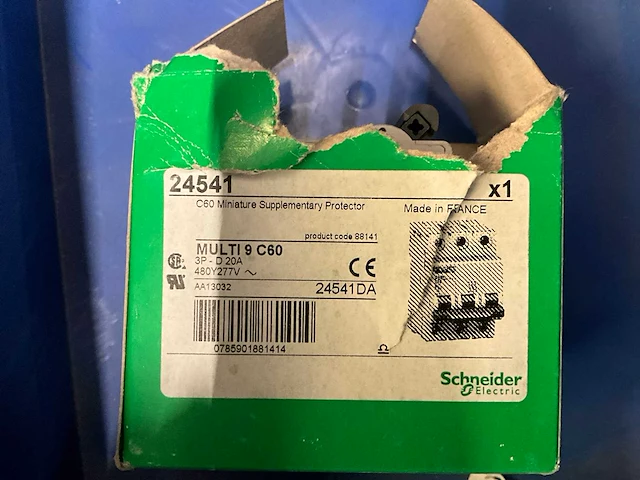 24541 x1
C60 Miniature Supplementary Protector Made in FRANCE
product code 88141
MULTI 9 C60
3P - D 20A
480Y277V ~ CE
AA13032 24541DA
0785901881414
Schneider
Electric